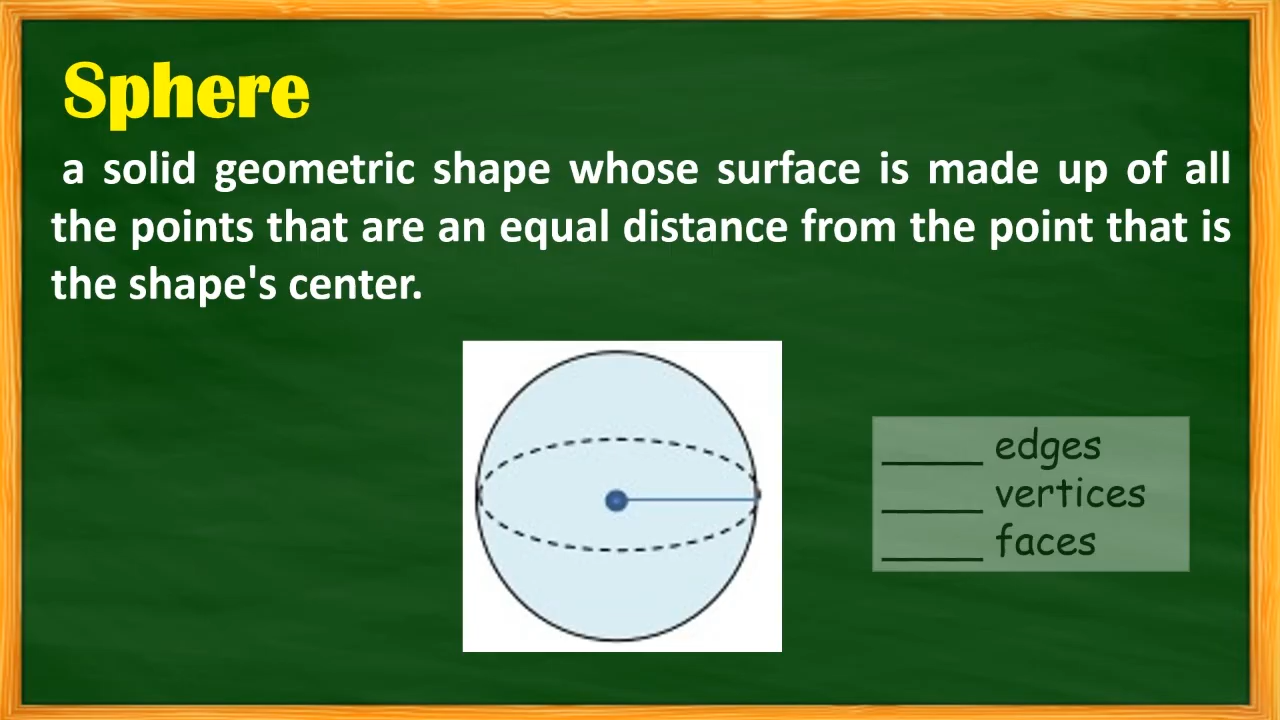 Sphere
a solid geometric shape whose surface is made up of all
the points that are an equal distance from the point that is
the shape's center.
_____ edges
_____ vertices
_____ faces